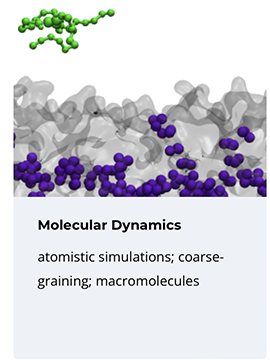 Molecular Dynamics
atomistic simulations; coarse-
graining; macromolecules